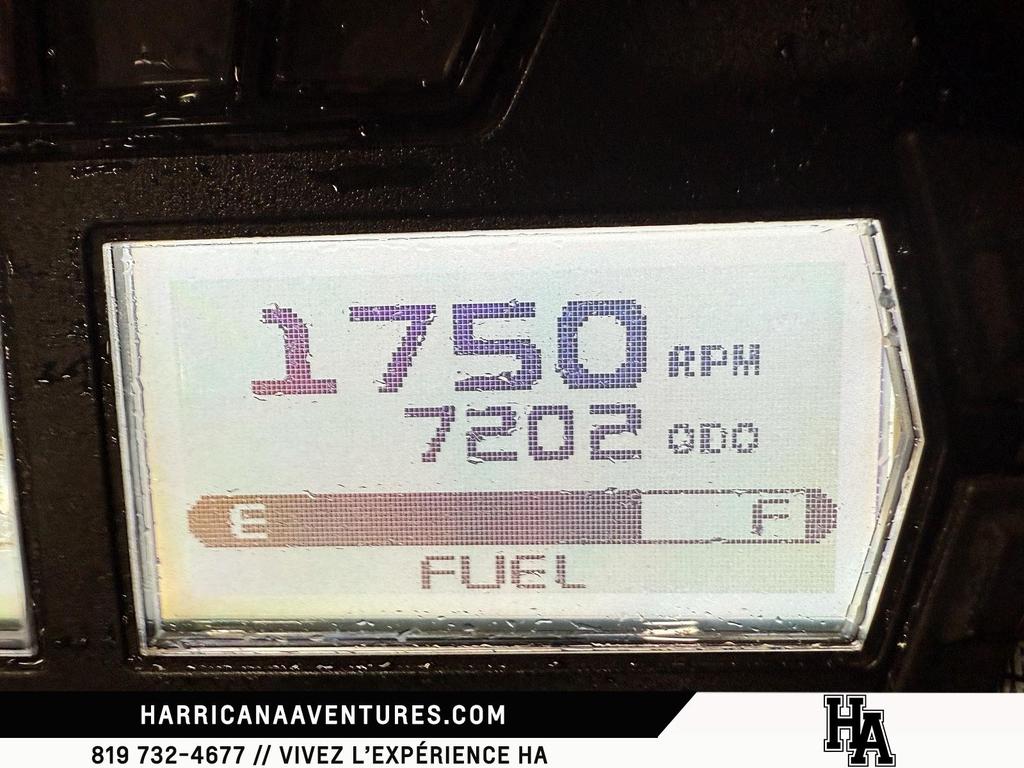 1750 RPM
7202 ODO
E F
FUEL
HARRICANAAVENTURES.COM
819 732-4677 // VIVEZ L'EXPÉRIENCE HA
HA